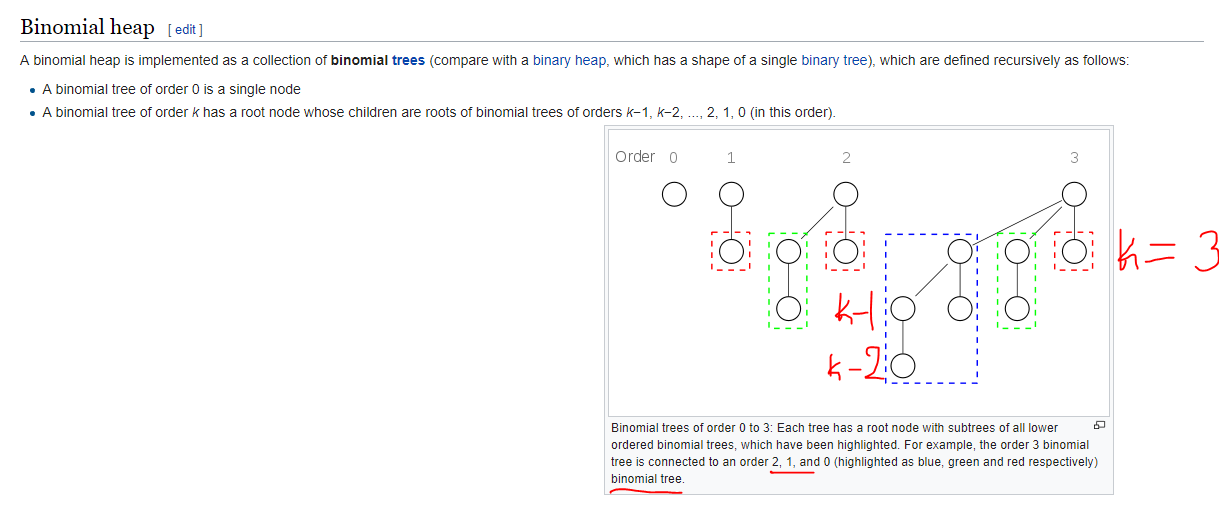 Binomial heap [ edit ]
A binomial heap is implemented as a collection of binomial trees (compare with a binary heap, which has a shape of a single binary tree), which are defined recursively as follows:
• A binomial tree of order 0 is a single node
• A binomial tree of order k has a root node whose children are roots of binomial trees of orders k−1, k−2, ..., 2, 1, 0 (in this order).
Order 0 1 2 3
k = 3
k-1
k-2
Binomial trees of order 0 to 3: Each tree has a root node with subtrees of all lower
ordered binomial trees, which have been highlighted. For example, the order 3 binomial
tree is connected to an order 2, 1, and 0 (highlighted as blue, green and red respectively)
binomial tree.